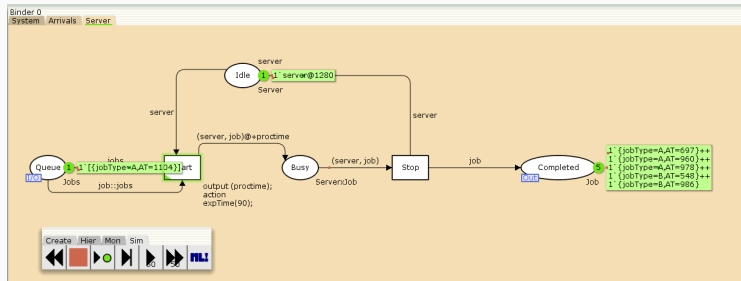 Binder 0
System Arrivals Server
server
Idle 1 1`server@1280
Server
server
server
(server, job)@+proctime
Queue 1 jobs 1`[{jobType=A,AT=1104}] art
I/O Jobs
job::jobs
output (proctime);
action
expTime(90);
Busy
Server×Job
(server, job)
Stop
job
Completed 5
Out Job
1`{jobType=A,AT=697}++
1`{jobType=A,AT=960}++
1`{jobType=A,AT=978}++
1`{jobType=B,AT=548}++
1`{jobType=B,AT=986}
Create Hier Mon Sim
ML!